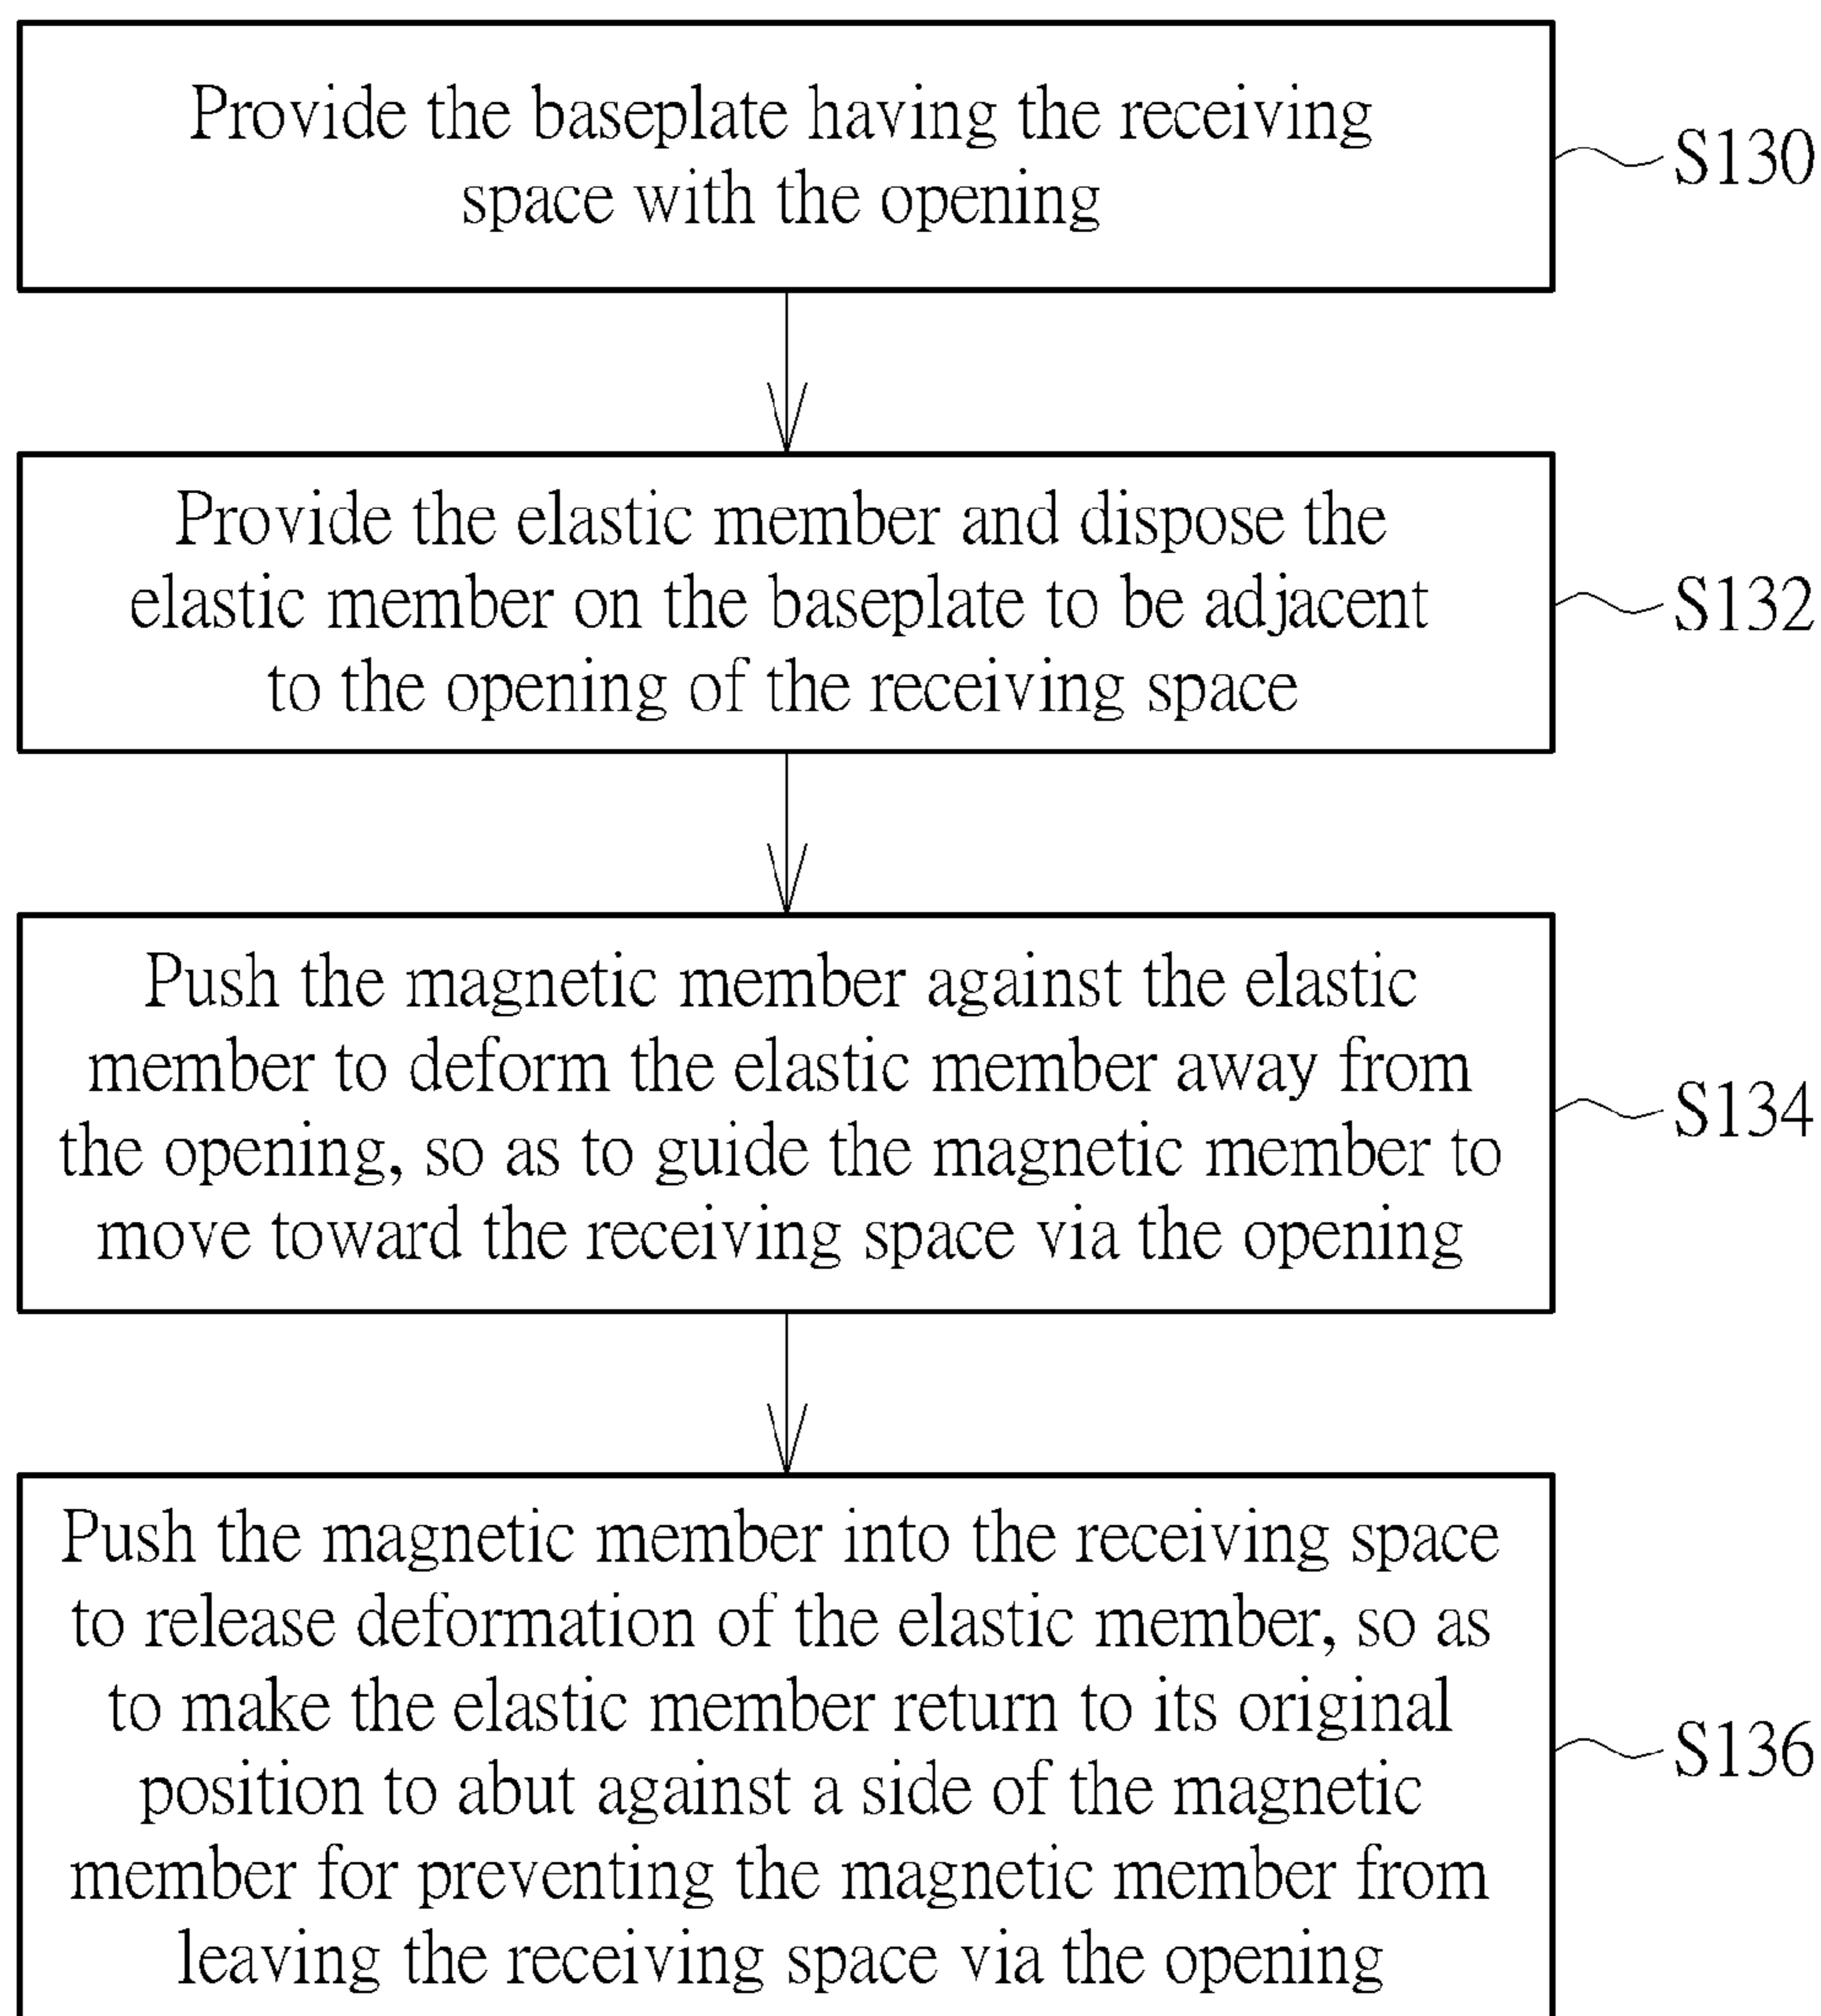 Provide the baseplate having the receiving
space with the opening
S130
Provide the elastic member and dispose the
elastic member on the baseplate to be adjacent
to the opening of the receiving space
S132
Push the magnetic member against the elastic
member to deform the elastic member away from
the opening, so as to guide the magnetic member to
move toward the receiving space via the opening
S134
Push the magnetic member into the receiving space
to release deformation of the elastic member, so as
to make the elastic member return to its original
position to abut against a side of the magnetic
member for preventing the magnetic member from
leaving the receiving space via the opening
S136